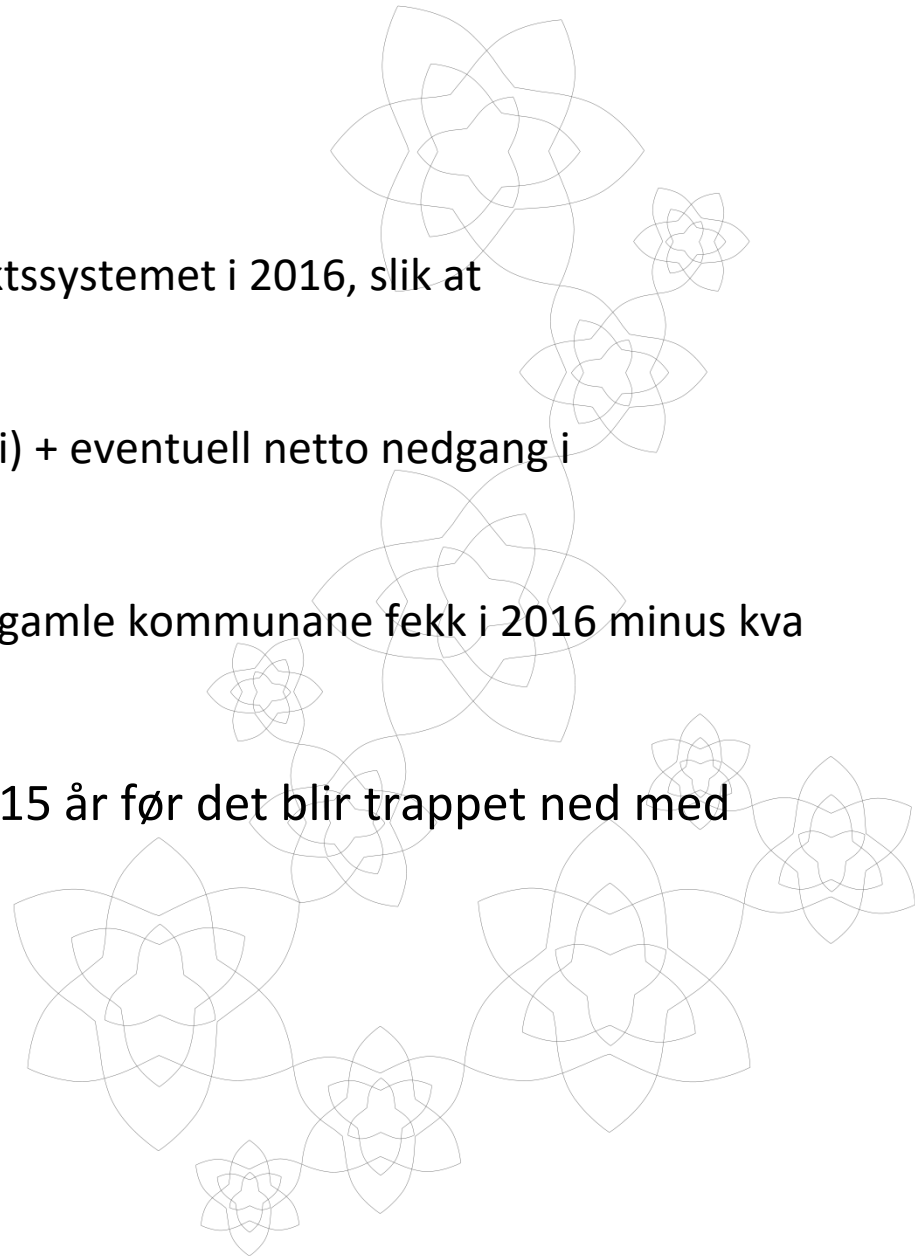 ktssystemet i 2016, slik at
i) + eventuell netto nedgang i
gamle kommunane fekk i 2016 minus kva
15 år før det blir trappet ned med